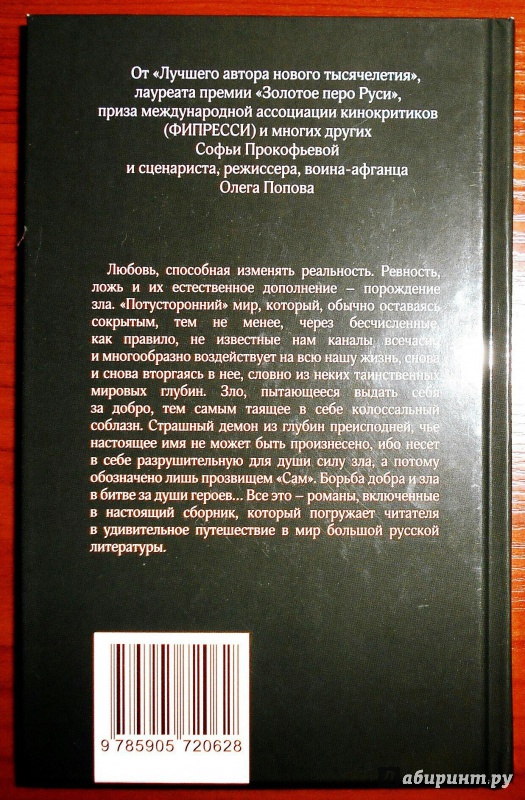 От «Лучшего автора нового тысячелетия»,
лауреата премии «Золотое перо Руси»,
приза международной ассоциации кинокритиков
(ФИПРЕССИ) и многих других
Софьи Прокофьевой
и сценариста, режиссера, воина-афганца
Олега Попова
Любовь, способная изменять реальность. Ревность,
ложь и их естественное дополнение – порождение
зла. «Потусторонний» мир, который, обычно оставаясь
сокрытым, тем не менее, через бесчисленные,
как правило, не известные нам каналы всечасно
и многообразно воздействует на всю нашу жизнь, снова
и снова вторгаясь в нее, словно из неких таинственных
мировых глубин. Зло, пытающееся выдать себя
за добро, тем самым таящее в себе колоссальный
соблазн. Страшный демон из глубин преисподней, чье
настоящее имя не может быть произнесено, ибо несет
в себе разрушительную для души силу зла, а потому
обозначено лишь прозвищем «Сам». Борьба добра и зла
в битве за души героев... Все это – романы, включенные
в настоящий сборник, который погружает читателя
в удивительное путешествие в мир большой русской
литературы.
9 785905 720628
абиринт.ру